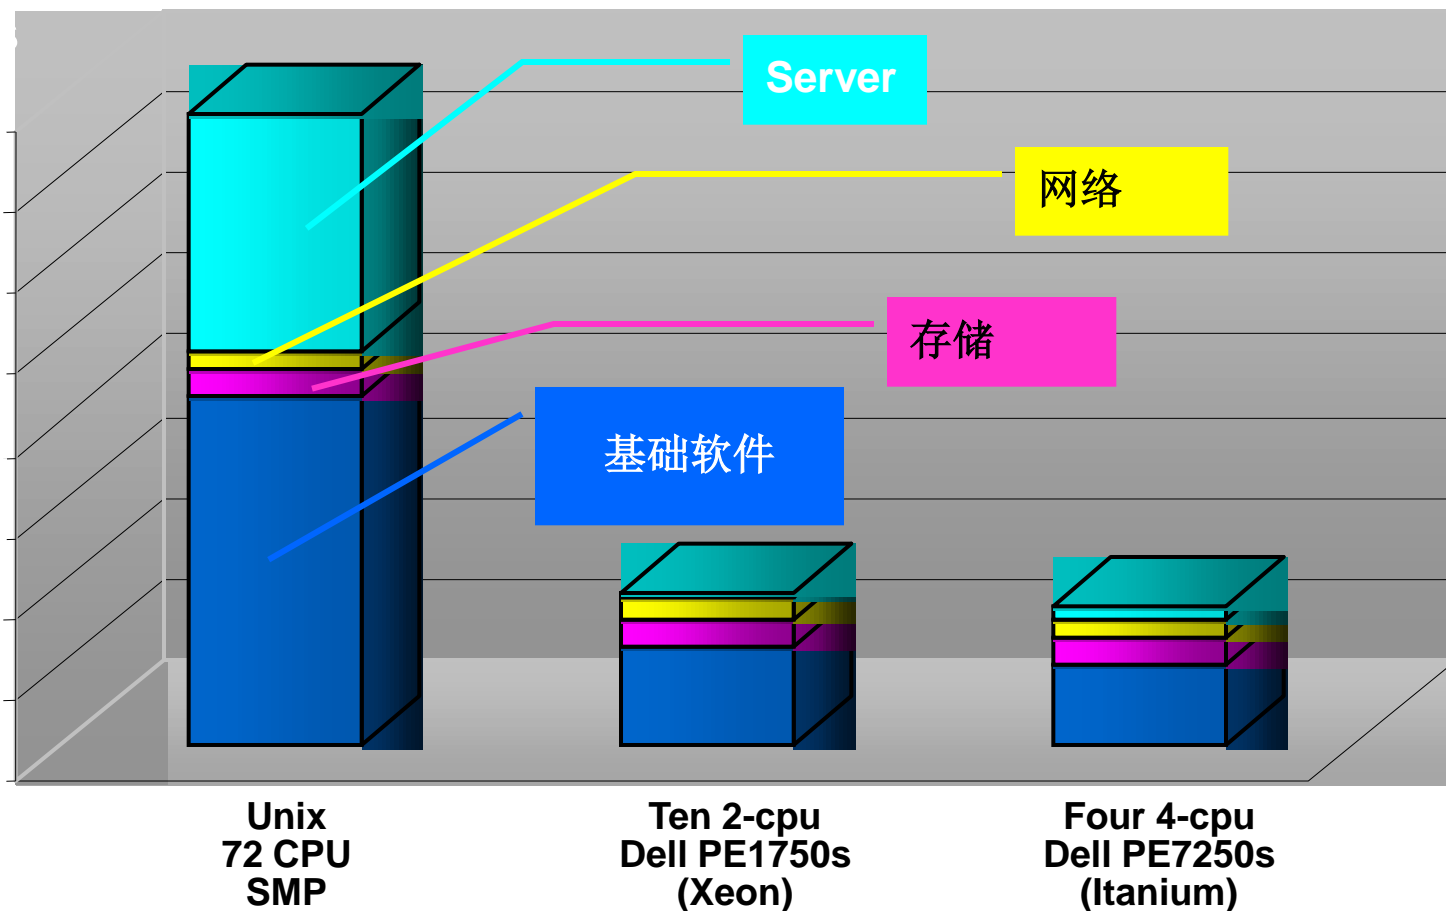 Server
网络
存储
基础软件
Unix
72 CPU
SMP
Ten 2-cpu
Dell PE1750s
(Xeon)
Four 4-cpu
Dell PE7250s
(Itanium)